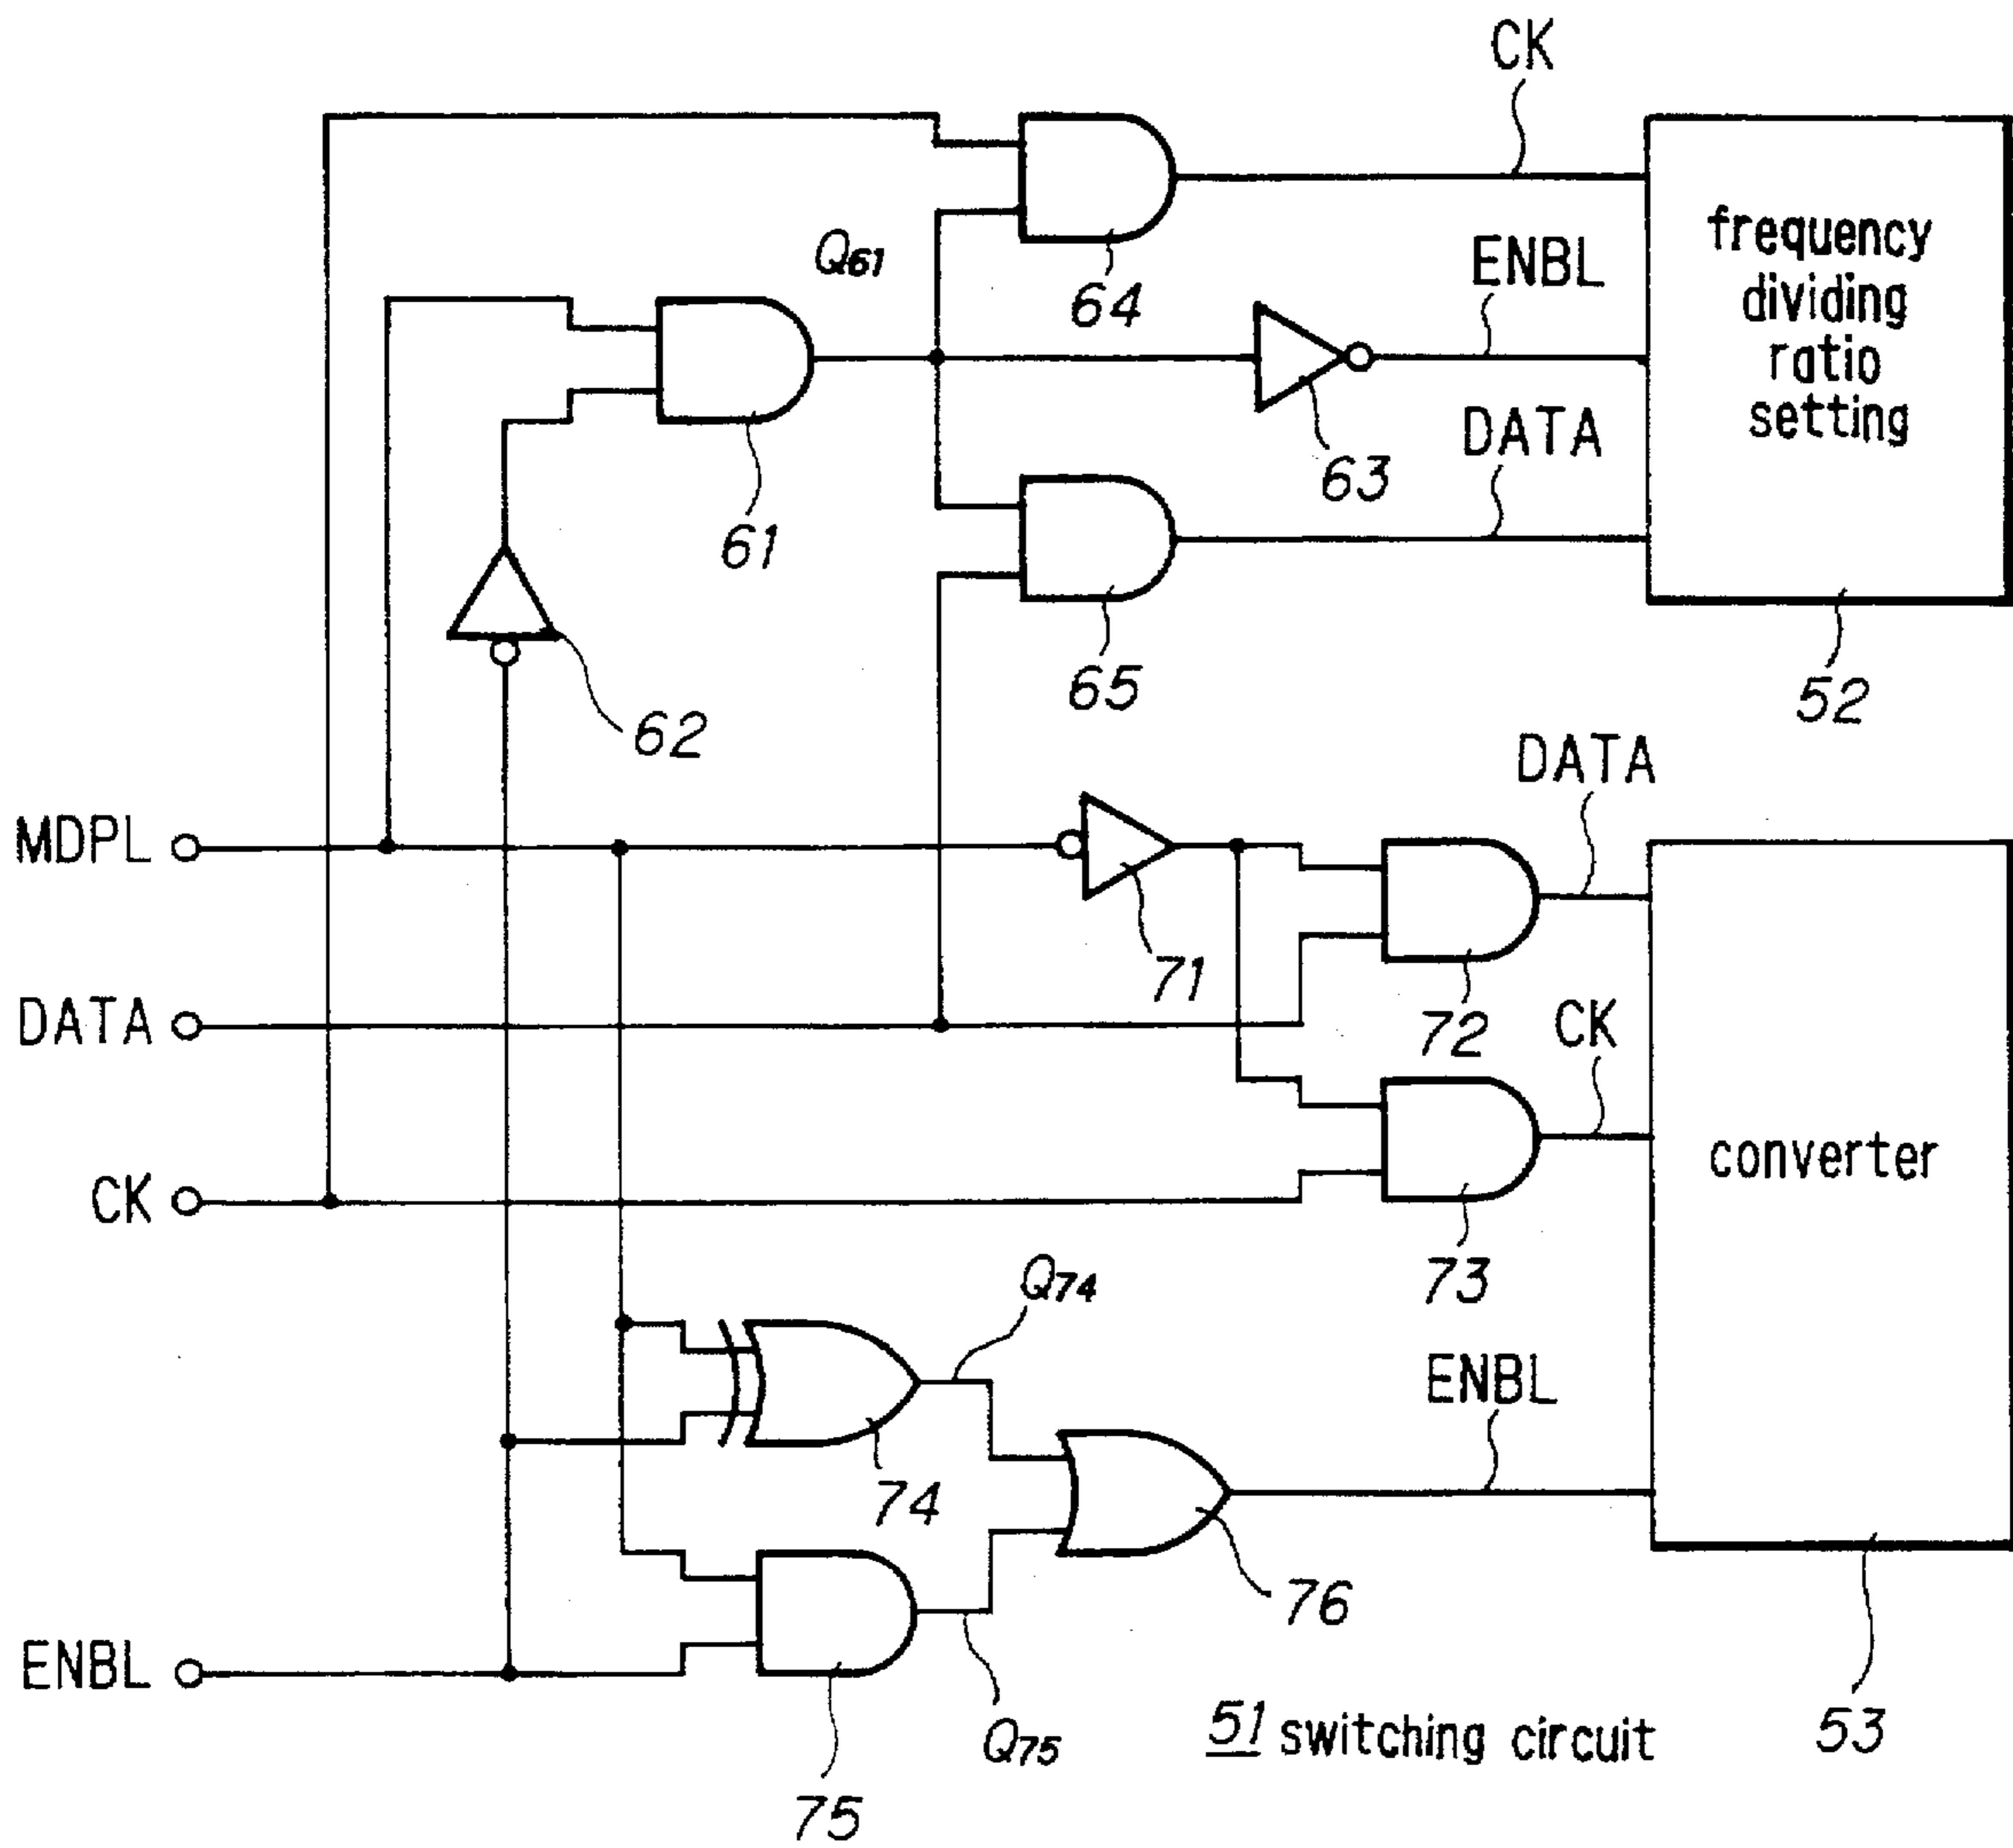 CK
frequency
dividing
ratio
setting
Q61
64
ENBL
DATA
63
61
65
62
52
MDPL
DATA
71
72
DATA
CK
CK
converter
73
Q74
ENBL
74
76
ENBL
Q75
51 switching circuit
53
75